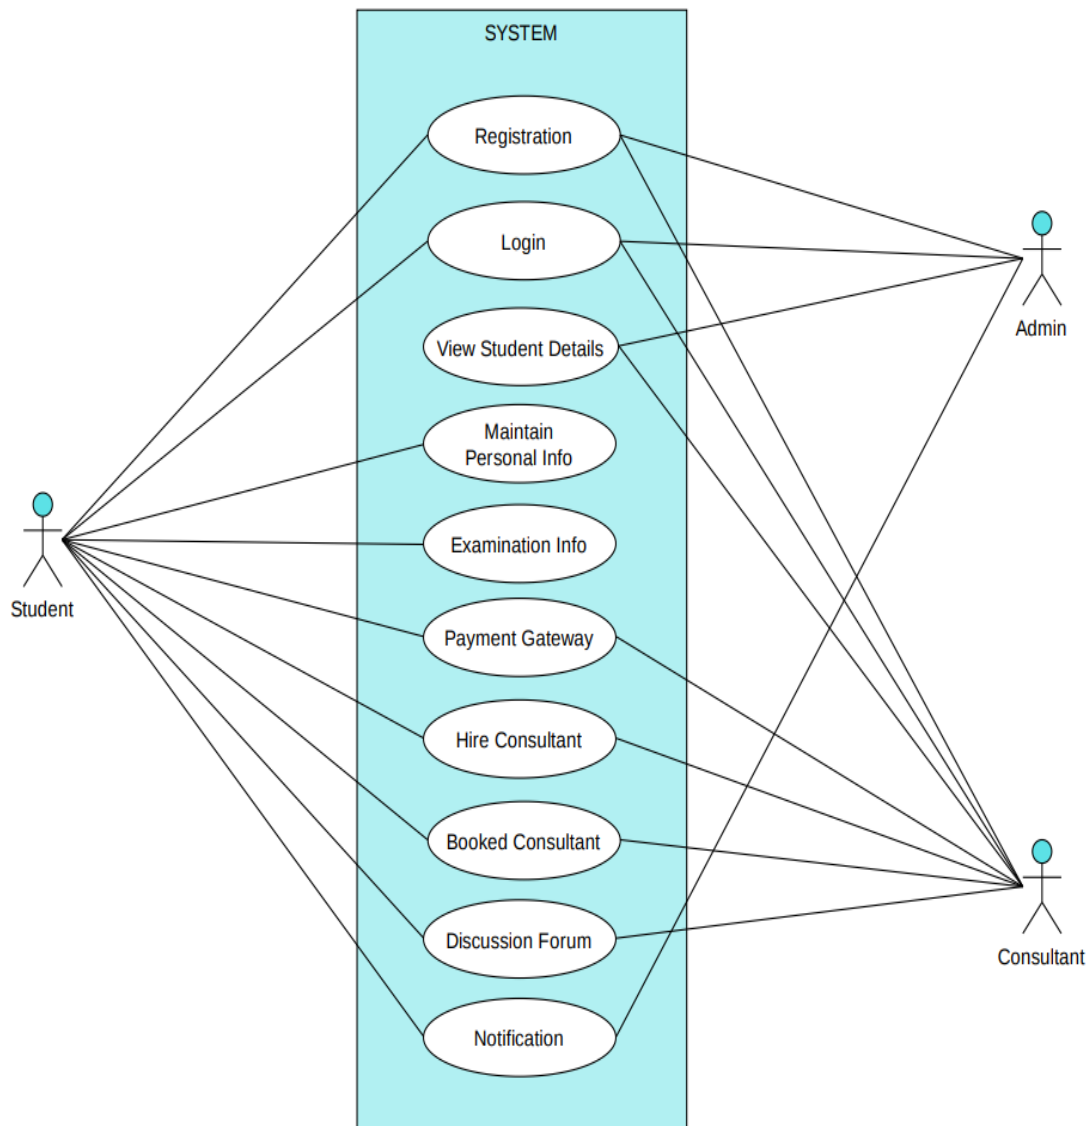 SYSTEM
Registration
Login
View Student Details
Maintain
Personal Info
Examination Info
Payment Gateway
Hire Consultant
Booked Consultant
Discussion Forum
Notification
Student
Admin
Consultant